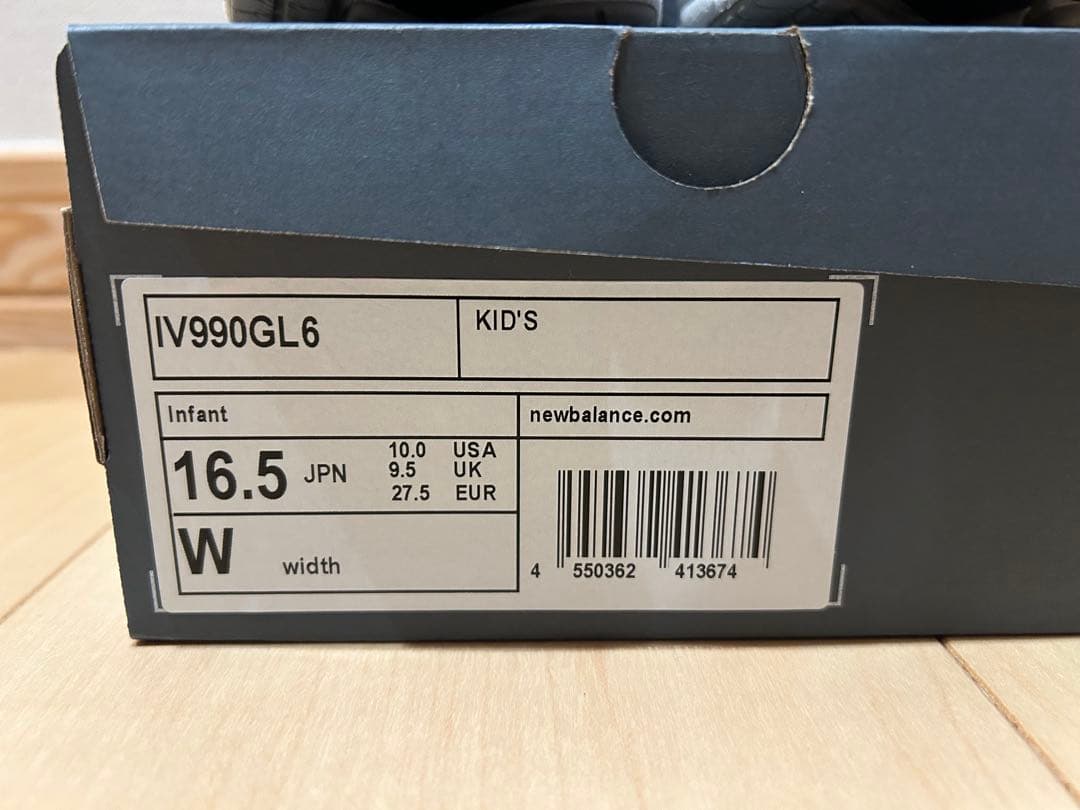 IV990GL6
KID'S
Infant
newbalance.com
16.5 JPN
10.0 USA
9.5 UK
27.5 EUR
W width
4 550362 413674